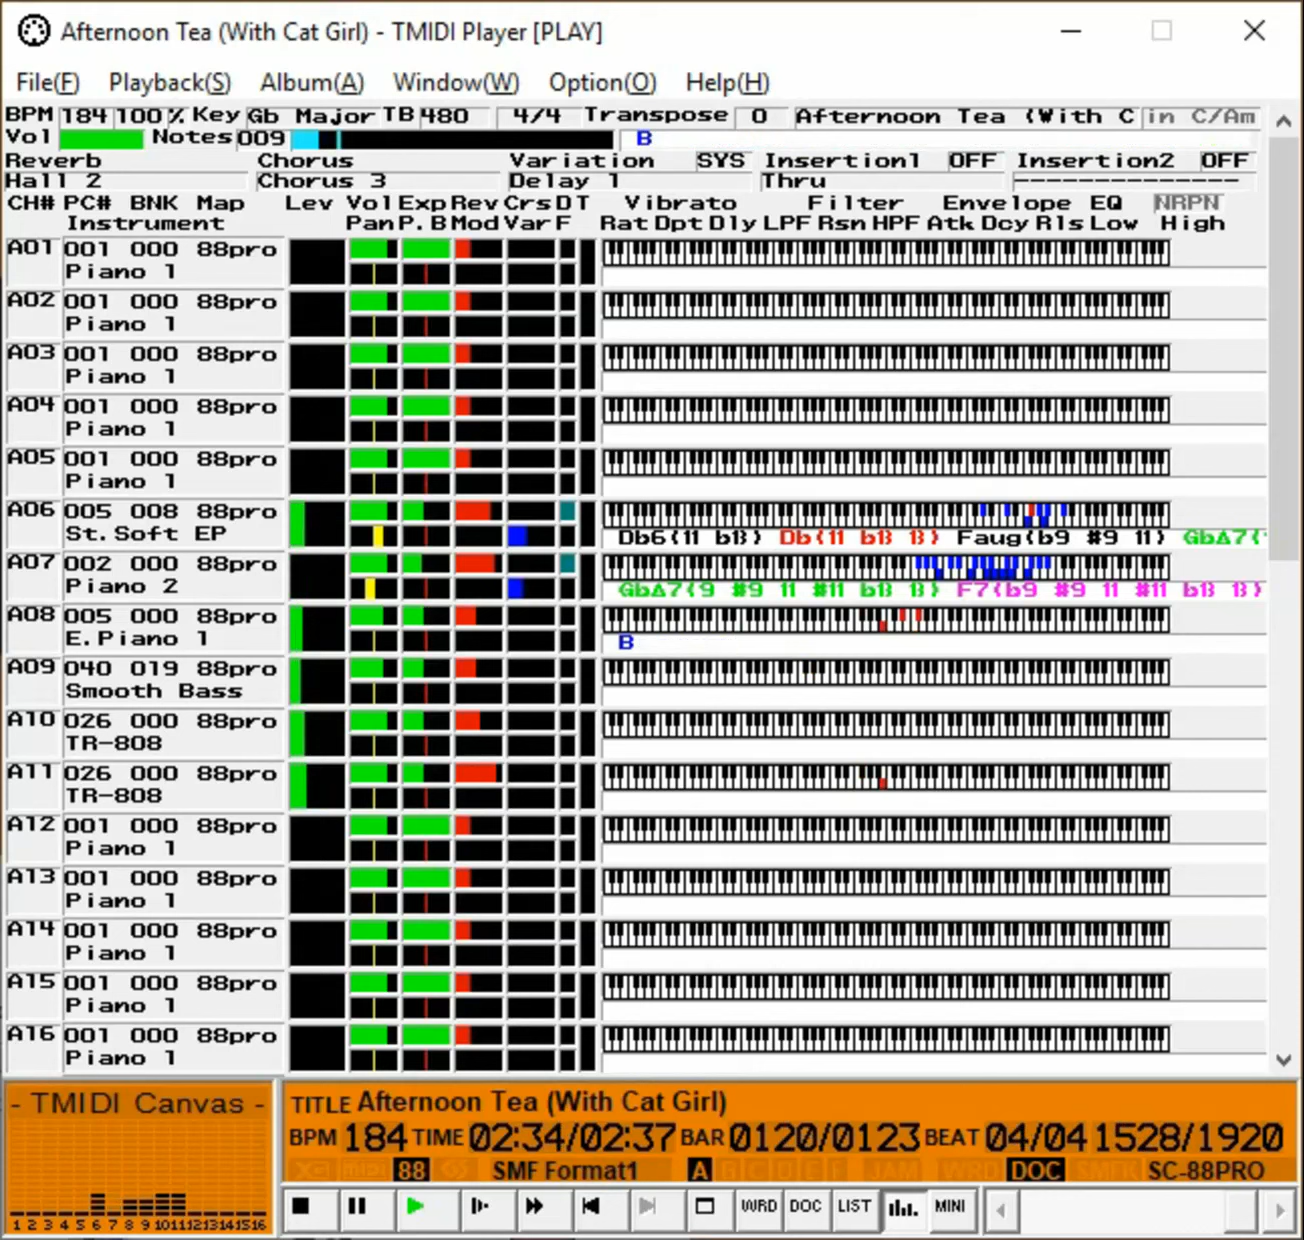 Afternoon Tea (With Cat Girl) - TMIDI Player [PLAY]
File(F) Playback(S) Album(A) Window(W) Option(O) Help(H)
BPM 184 100 % Key Gb Major TB 480 4/4 Transpose 0 Afternoon Tea (With C in C/Am
Vol Notes 009 B
Reverb Chorus Variation SYS Insertion1 OFF Insertion2 OFF
Hall 2 Chorus 3 Delay 1 Thru ---------------
CH# PC# BNK Map Lev Vol Exp Rev Crs DT Vibrato Filter Envelope EQ NRPN
Instrument Pan P. B Mod Var F Rat Dpt Dly LPF Rsn HPF Atk Dcy Rls Low High
A01 001 000 88pro
Piano 1
A02 001 000 88pro
Piano 1
A03 001 000 88pro
Piano 1
A04 001 000 88pro
Piano 1
A05 001 000 88pro
Piano 1
A06 005 008 88pro
St.Soft EP Db6(11 b13) Db(11 b13 13) Faug(b9 #9 11) GbΔ7(
A07 002 000 88pro
Piano 2 GbΔ7(9 #9 11 #11 b13 13) F7(b9 #9 11 #11 b13 13)
A08 005 000 88pro
E.Piano 1 B
A09 040 019 88pro
Smooth Bass
A10 026 000 88pro
TR-808
A11 026 000 88pro
TR-808
A12 001 000 88pro
Piano 1
A13 001 000 88pro
Piano 1
A14 001 000 88pro
Piano 1
A15 001 000 88pro
Piano 1
A16 001 000 88pro
Piano 1
- TMIDI Canvas -
1 2 3 4 5 6 7 8 9 10 11 12 13 14 15 16
TITLE Afternoon Tea (With Cat Girl)
BPM 184 TIME 02:34/02:37 BAR 0120/0123 BEAT 04/04 1528/1920
88 SMF Format1 A JAM WRD DOC SC-88PRO
WRD DOC LIST MINI